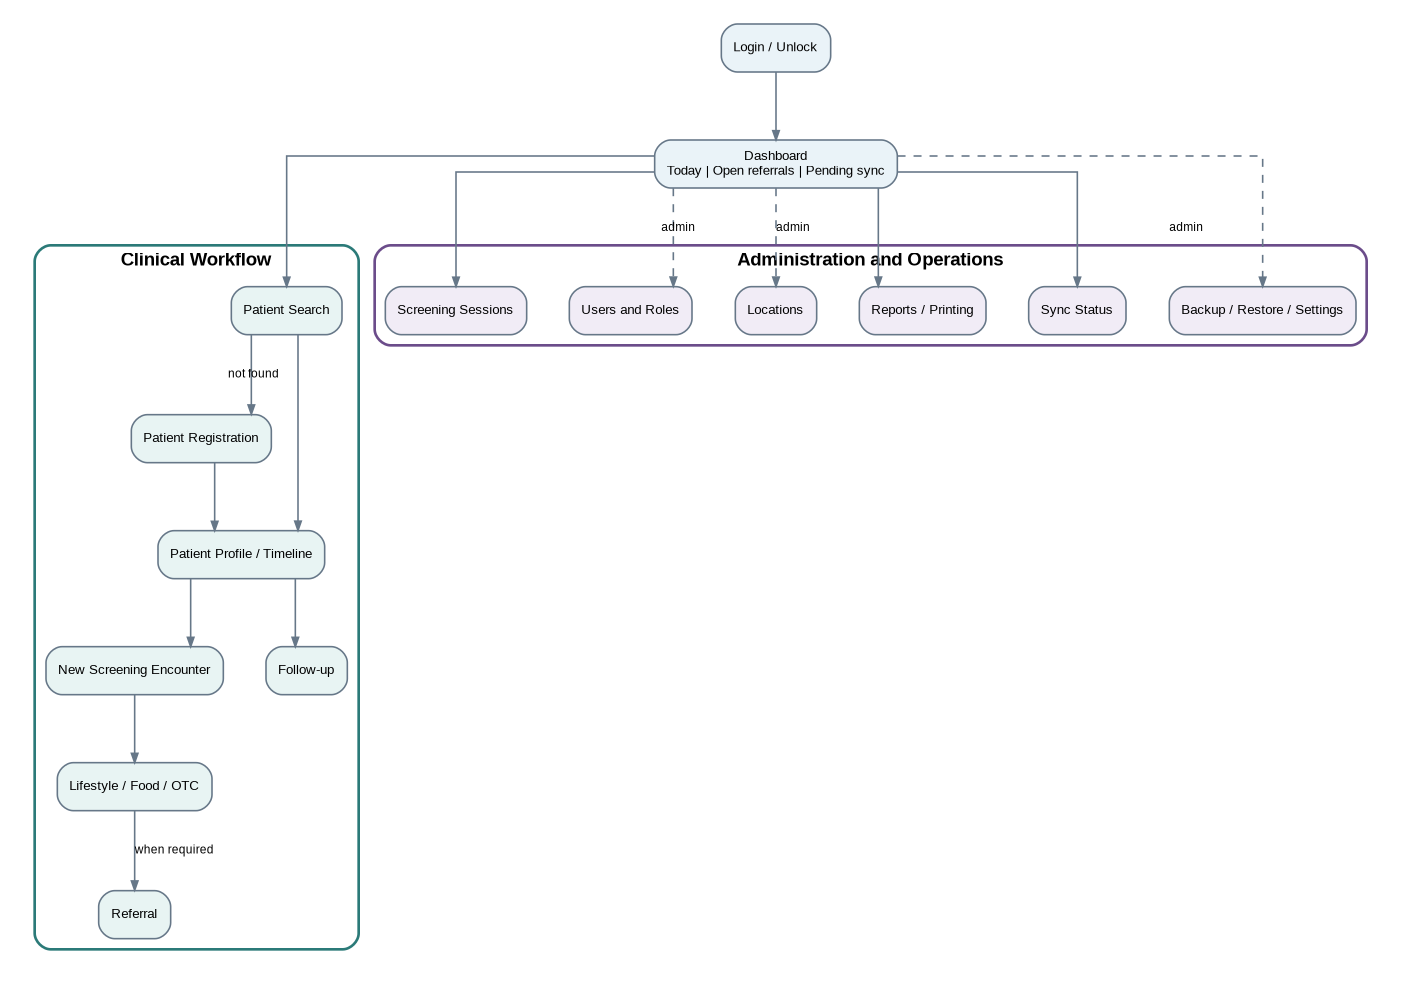 Login / Unlock
Dashboard
Today | Open referrals | Pending sync
admin
admin
admin
Clinical Workflow
Administration and Operations
Patient Search
Screening Sessions
Users and Roles
Locations
Reports / Printing
Sync Status
Backup / Restore / Settings
not found
Patient Registration
Patient Profile / Timeline
New Screening Encounter
Follow-up
Lifestyle / Food / OTC
when required
Referral